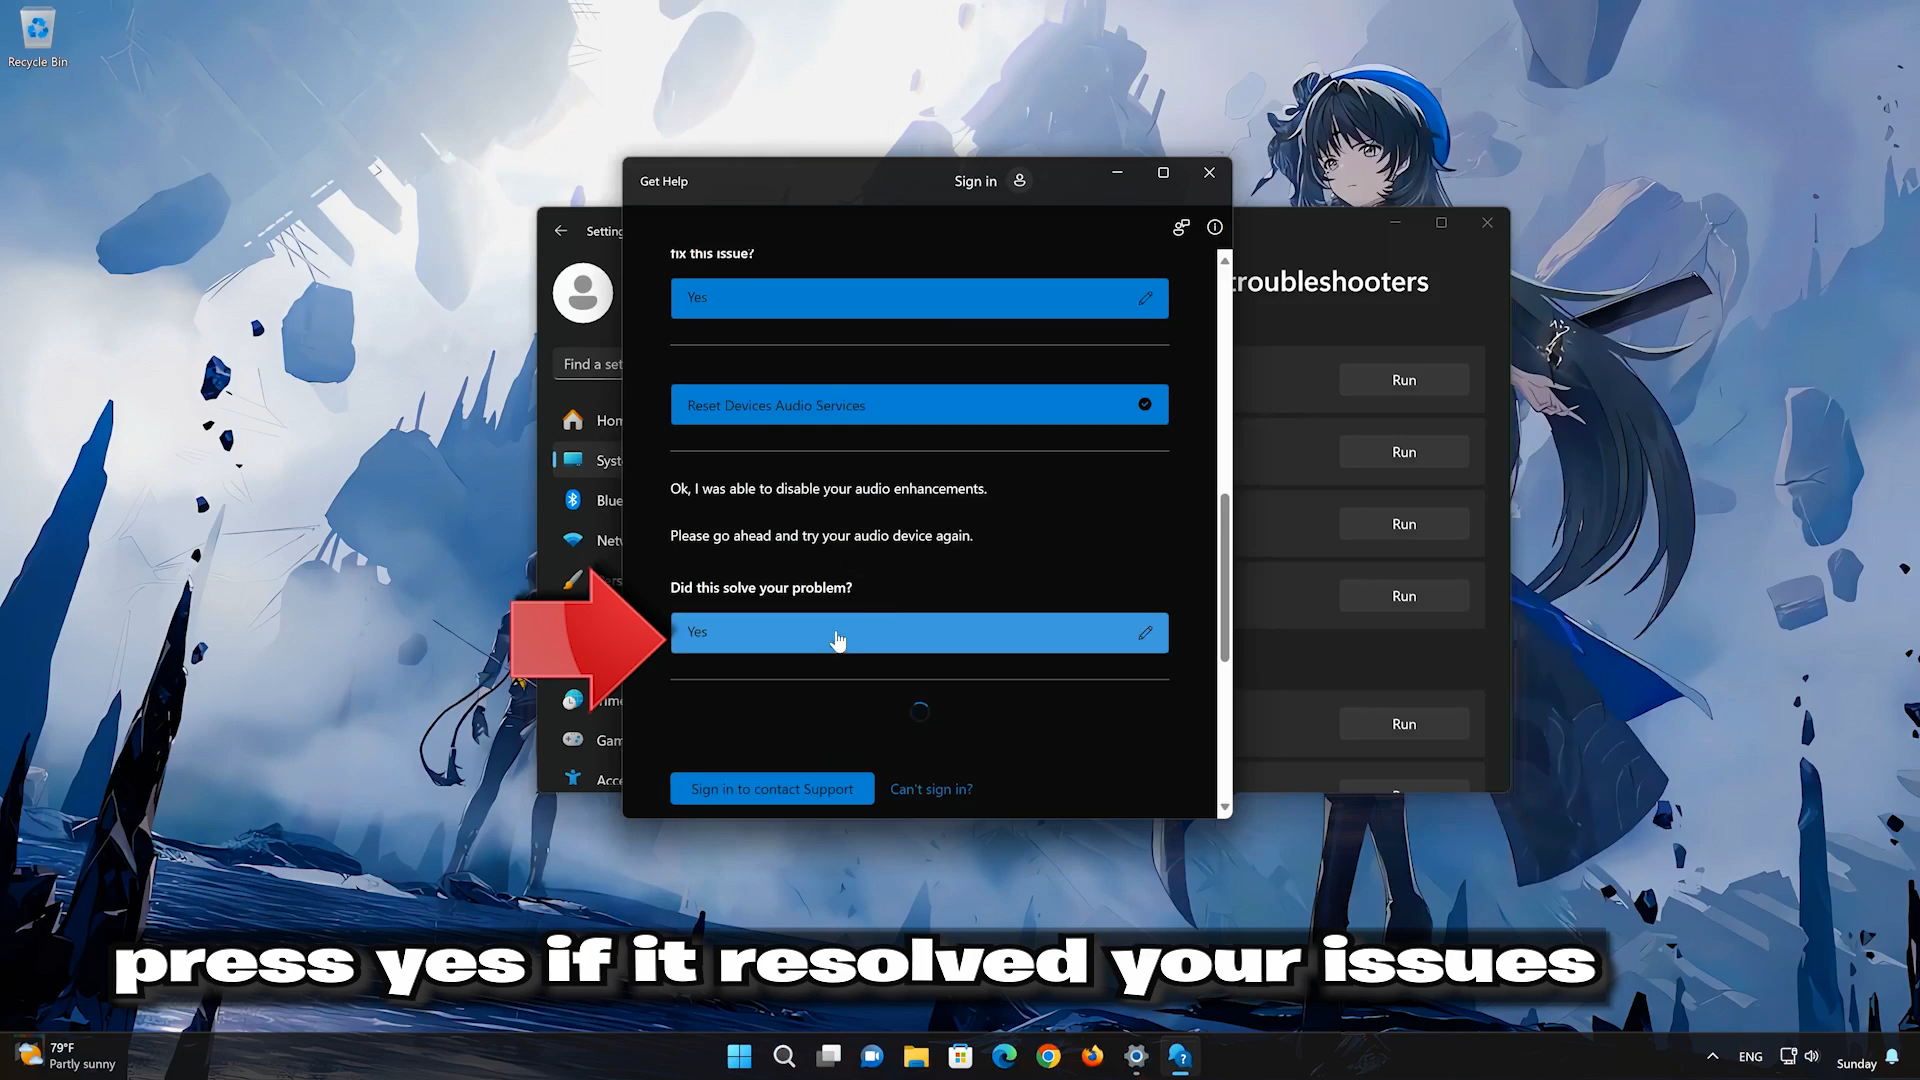 Recycle Bin
Get Help
Sign in
Setting
troubleshooters
fix this issue?
Yes
Find a set
Run
Reset Devices Audio Services
Hom
Run
Syst
Ok, I was able to disable your audio enhancements.
Blue
Run
Net
Please go ahead and try your audio device again.
Did this solve your problem?
Run
Yes
Time
Run
Gam
Acce
Sign in to contact Support
Can't sign in?
press yes if it resolved your issues
79°F
Partly sunny
ENG
Sunday